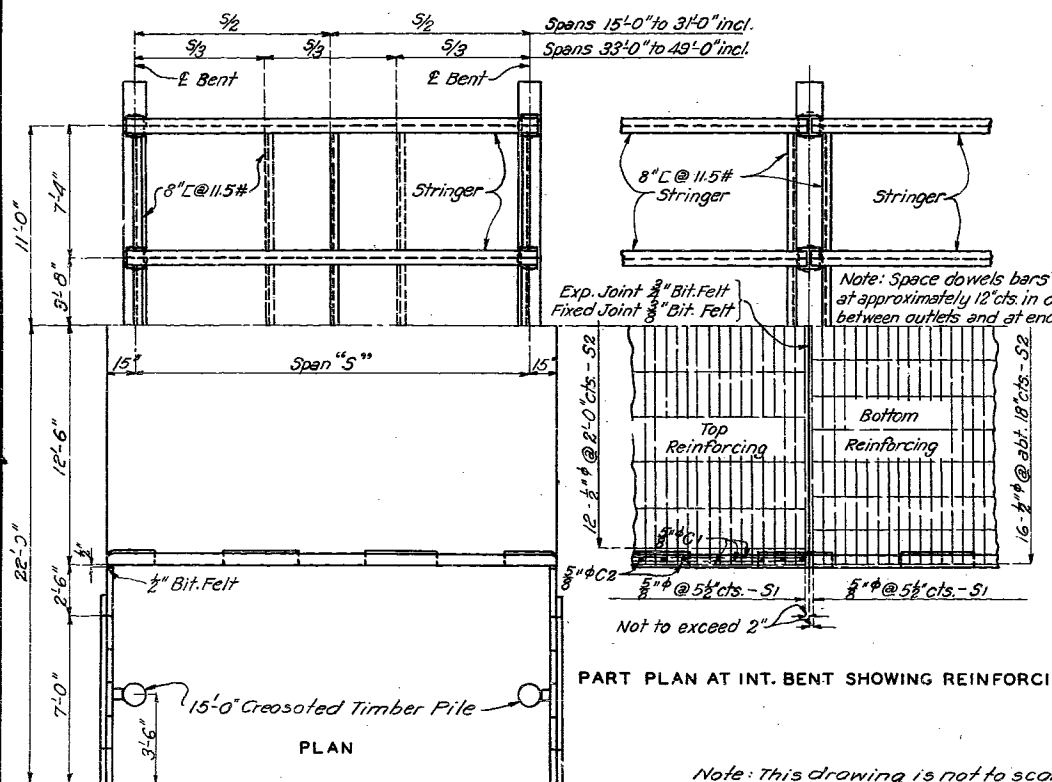 S/2
S/2
Spans 15'-0" to 31'-0" incl.
S/3
S/3
S/3
Spans 33'-0" to 49'-0" incl.
℄ Bent
℄ Bent
11'-0"
7'-4"
3'-8"
8"[@11.5#
Stringer
8"[@11.5#
Stringer
Stringer
Exp. Joint 3/4" Bit. Felt
Fixed Joint 3/8" Bit. Felt
Note: Space dowels bars
at approximately 12"cts. in
between outlets and at
15"
Span "S"
15"
22'-0"
12'-6"
1/2"
1/2" Bit. Felt
2'-6"
7'-0"
15'-0" Creosoted Timber Pile
3'-6"
PLAN
12-1/2"φ @ 2'-0"cts.-S2
Top
Reinforcing
Bottom
Reinforcing
16-1/2"φ @ abt. 18"cts.-S2
5/8"φC1
5/8"φC2
5/8"φ @ 5 1/2"cts.-S1
5/8"φ @ 5 1/2"cts.-S1
Not to exceed 2"
PART PLAN AT INT. BENT SHOWING REINFORCI
Note: This drawing is not to